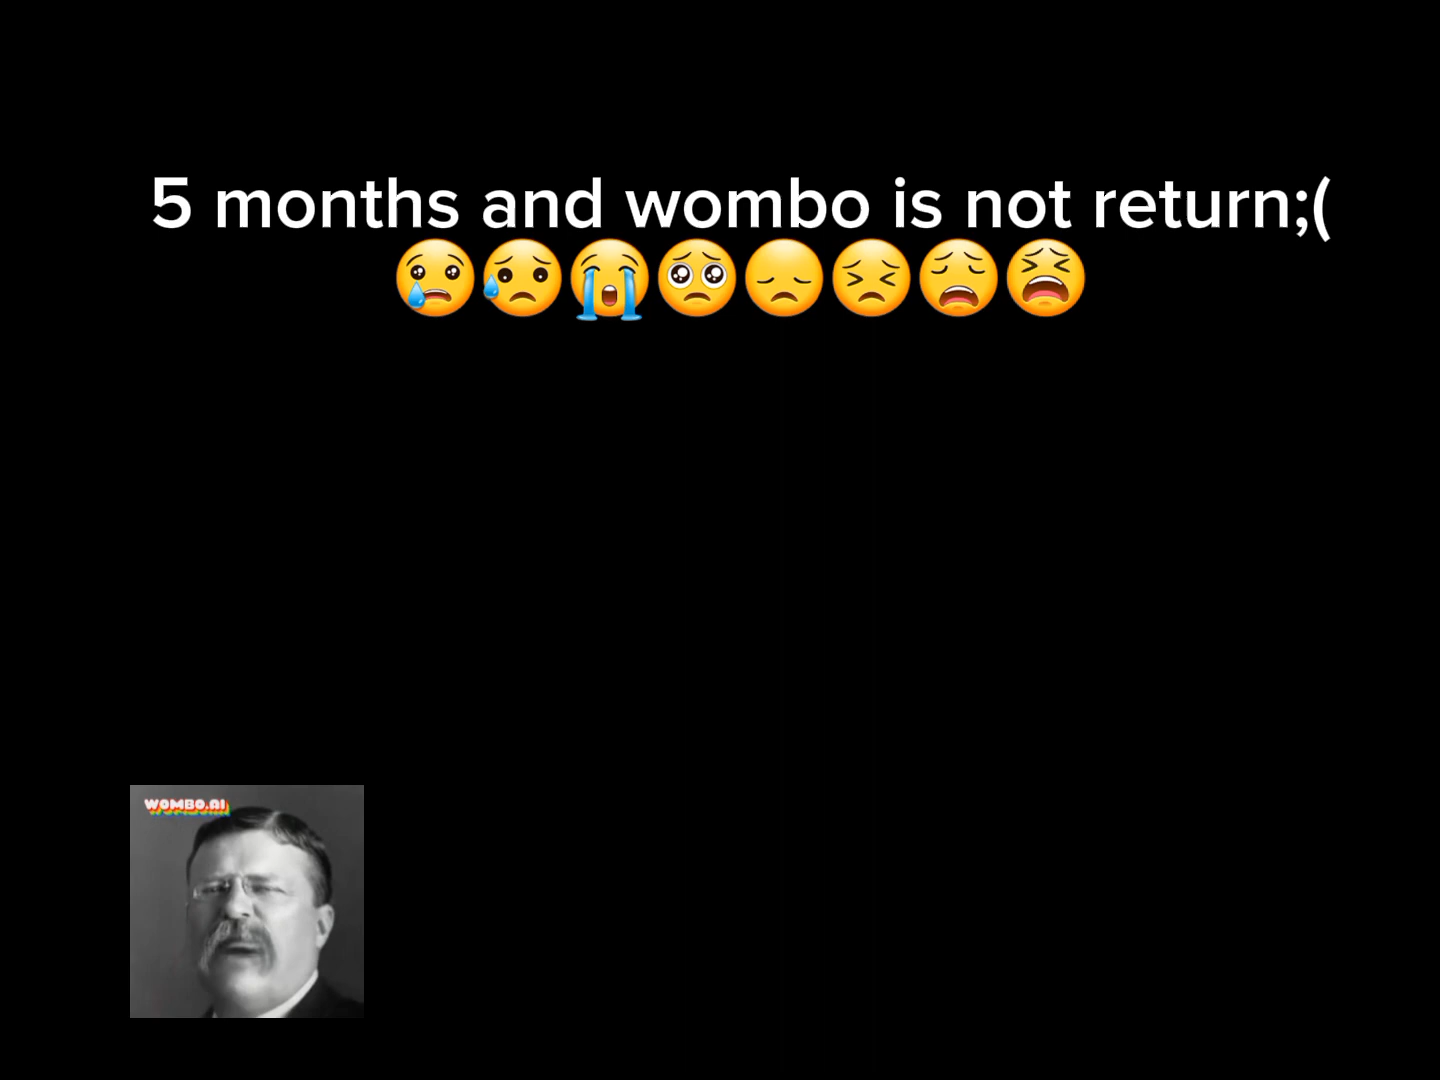 5 months and wombo is not return;(
😢😥😭🥺😞😣😩😫
WOMBO.AI